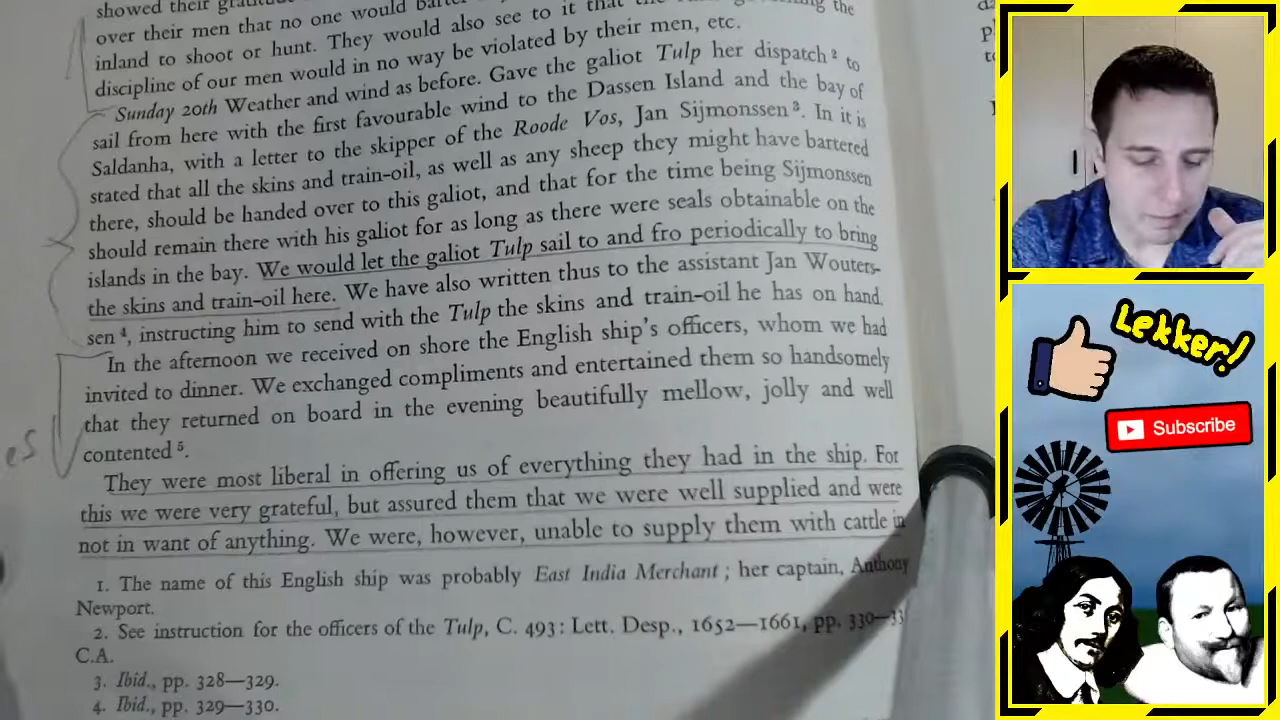 showed their
over their men that no one would
inland to shoot or hunt. They would also see to it that the
discipline of our men would in no way be violated by their men, etc.
Sunday 20th Weather and wind as before. Gave the galiot Tulp her dispatch ² to
sail from here with the first favourable wind to the Dassen Island and the bay of
Saldanha, with a letter to the skipper of the Roode Vos, Jan Sijmonssen ³. In it is
stated that all the skins and train-oil, as well as any sheep they might have bartered
there, should be handed over to this galiot, and that for the time being Sijmonssen
should remain there with his galiot for as long as there were seals obtainable on the
islands in the bay. We would let the galiot Tulp sail to and fro periodically to bring
the skins and train-oil here. We have also written thus to the assistant Jan Wouters-
sen ⁴, instructing him to send with the Tulp the skins and train-oil he has on hand.
In the afternoon we received on shore the English ship's officers, whom we had
invited to dinner. We exchanged compliments and entertained them so handsomely
that they returned on board in the evening beautifully mellow, jolly and well
contented ⁵.
They were most liberal in offering us of everything they had in the ship. For
this we were very grateful, but assured them that we were well supplied and were
not in want of anything. We were, however, unable to supply them with cattle in
1. The name of this English ship was probably East India Merchant ; her captain, Anthony
Newport.
2. See instruction for the officers of the Tulp, C. 493: Lett. Desp., 1652—1661, pp. 330—33
C.A.
3. Ibid., pp. 328—329.
4. Ibid., pp. 329—330.
es
Lekker!
Subscribe